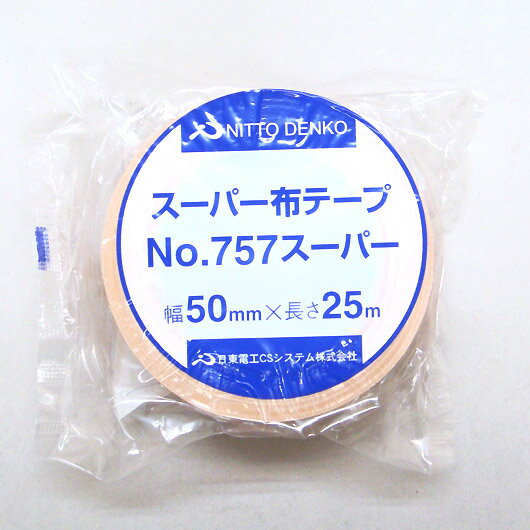 NITTO DENKO
スーパー布テープ
No.757スーパー
幅50mm×長さ25m
日東電工CSシステム株式会社